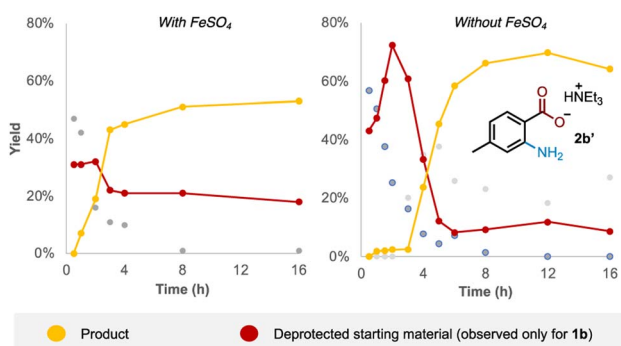 With FeSO4
Without FeSO4
80%
60%
40%
20%
0%
Yield
0
4
8
12
16
Time (h)
80%
60%
40%
20%
0%
0
4
8
12
16
Time (h)
O
O−
HNEt3
+
NH2
2b’
Product
Deprotected starting material (observed only for 1b)